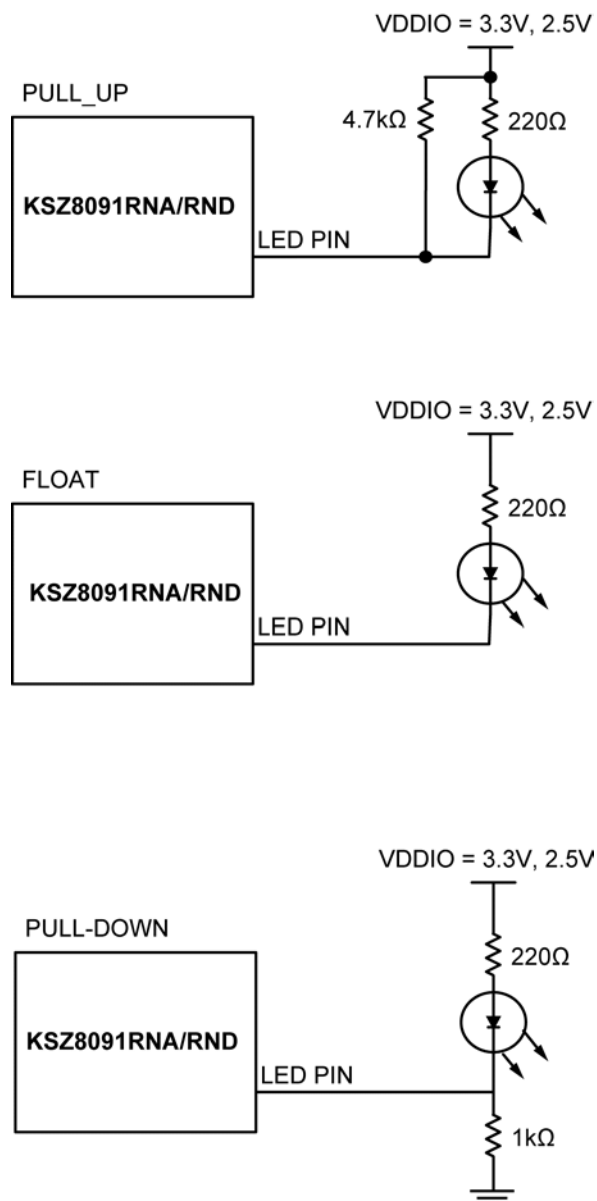 VDDIO = 3.3V, 2.5V
PULL_UP
4.7kΩ
220Ω
KSZ8091RNA/RND
LED PIN
VDDIO = 3.3V, 2.5V
FLOAT
220Ω
KSZ8091RNA/RND
LED PIN
VDDIO = 3.3V, 2.5V
PULL-DOWN
220Ω
KSZ8091RNA/RND
LED PIN
1kΩ